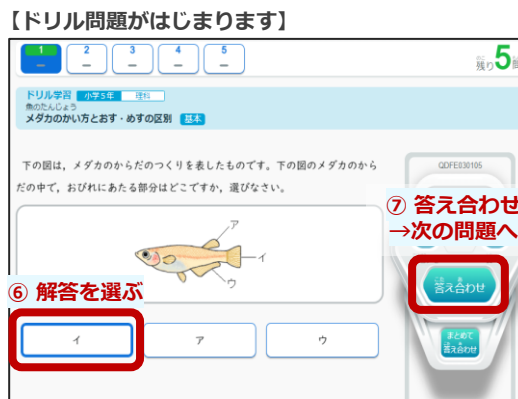 【ドリル問題がはじまります】
1 2 3 4 5
残り5
ドリル学習 小学5年 理科
魚のたんじょう
メダカのかい方とおす・めすの区別 基本
下の図は,メダカのからだのつくりを表したものです。下の図のメダカのから
だの中で,おびれにあたる部分はどこですか,選びなさい。
QDFE030105
ア
イ
ウ
⑦ 答え合わせ
→次の問題へ
⑥ 解答を選ぶ
答え合わせ
イ ア ウ
まとめて
答え合わせ